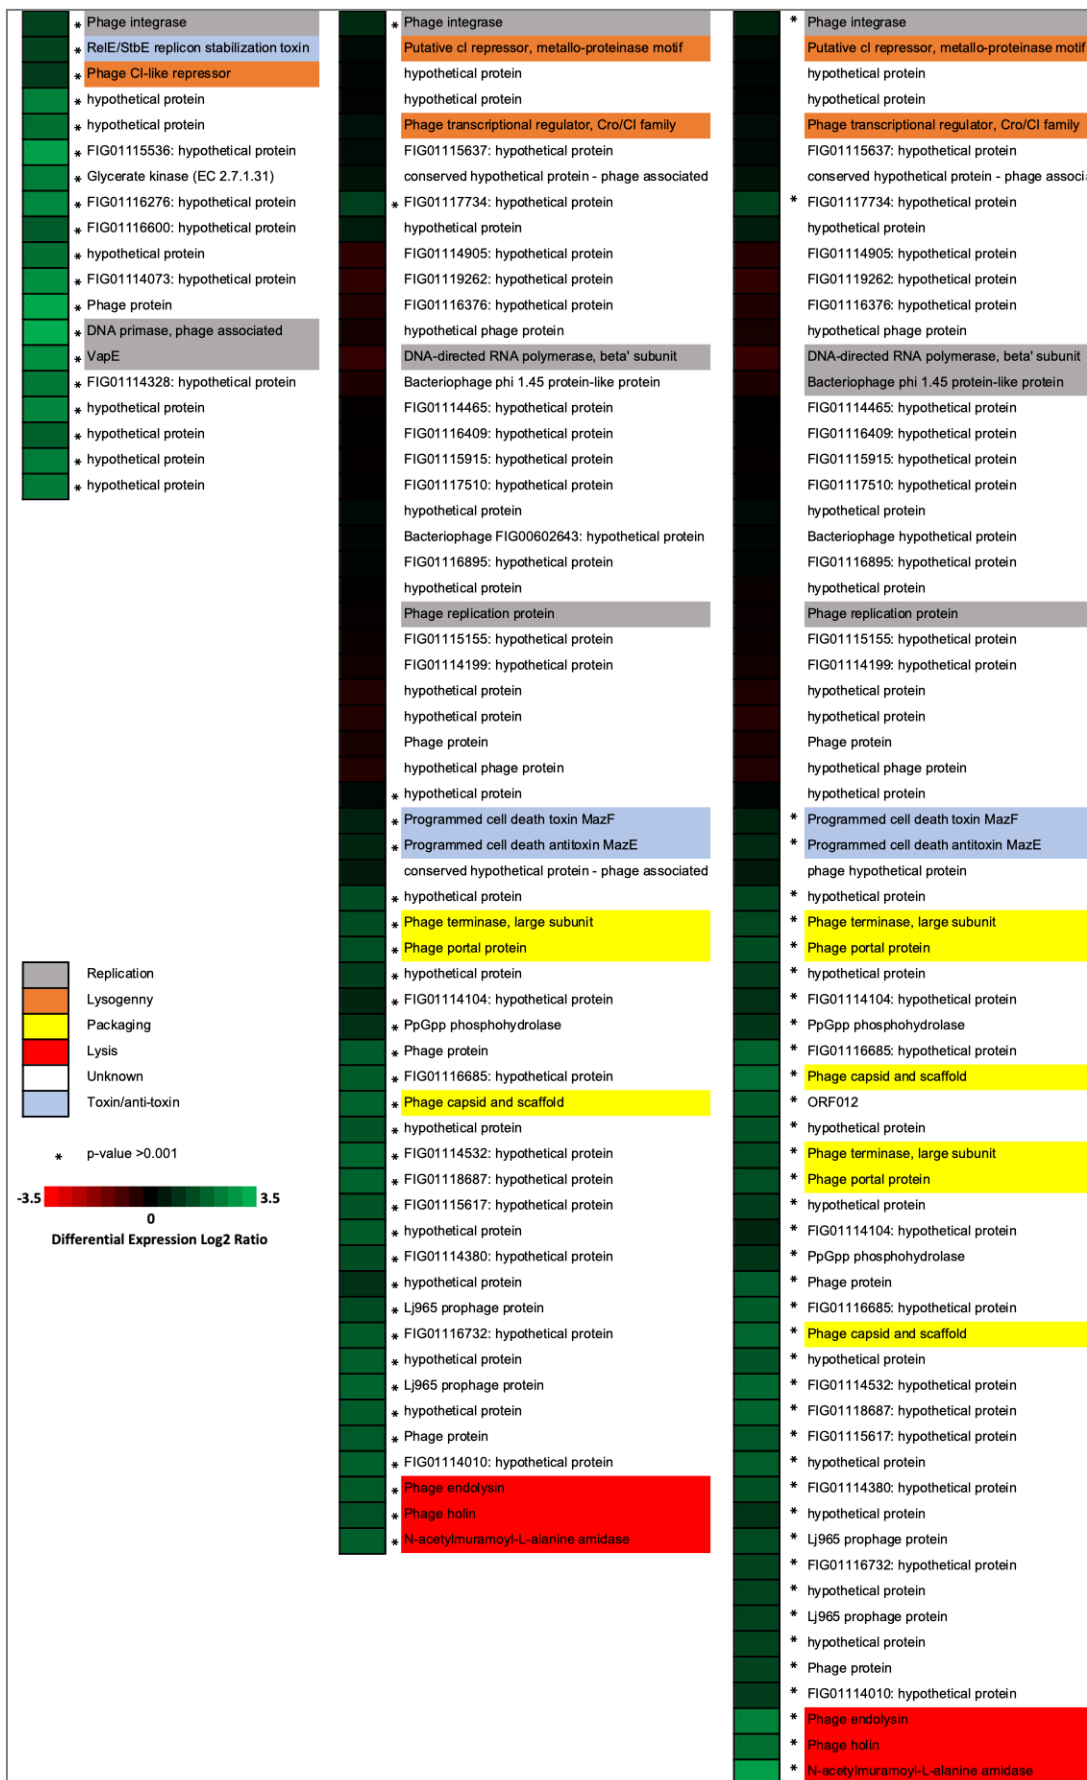 * Phage integrase
* RelE/StbE replicon stabilization toxin
* Phage CI-like repressor
* hypothetical protein
* hypothetical protein
* FIG01115536: hypothetical protein
* Glycerate kinase (EC 2.7.1.31)
* FIG01116276: hypothetical protein
* FIG01116600: hypothetical protein
* hypothetical protein
* FIG01114073: hypothetical protein
* Phage protein
* DNA primase, phage associated
* VapE
* FIG01114328: hypothetical protein
* hypothetical protein
* hypothetical protein
* hypothetical protein
* hypothetical protein
Replication
Lysogenny
Packaging
Lysis
Unknown
Toxin/anti-toxin
* p-value >0.001
-3.5 3.5
0
Differential Expression Log2 Ratio
* Phage integrase
Putative cI repressor, metallo-proteinase motif
hypothetical protein
hypothetical protein
Phage transcriptional regulator, Cro/CI family
FIG01115637: hypothetical protein
conserved hypothetical protein - phage associated
* FIG01117734: hypothetical protein
hypothetical protein
FIG01114905: hypothetical protein
FIG01119262: hypothetical protein
FIG01116376: hypothetical protein
hypothetical phage protein
DNA-directed RNA polymerase, beta' subunit
Bacteriophage phi 1.45 protein-like protein
FIG01114465: hypothetical protein
FIG01116409: hypothetical protein
FIG01115915: hypothetical protein
FIG01117510: hypothetical protein
hypothetical protein
Bacteriophage FIG00602643: hypothetical protein
FIG01116895: hypothetical protein
hypothetical protein
Phage replication protein
FIG01115155: hypothetical protein
FIG01114199: hypothetical protein
hypothetical protein
hypothetical protein
Phage protein
hypothetical phage protein
* hypothetical protein
* Programmed cell death toxin MazF
* Programmed cell death antitoxin MazE
conserved hypothetical protein - phage associated
* hypothetical protein
* Phage terminase, large subunit
* Phage portal protein
* hypothetical protein
* FIG01114104: hypothetical protein
* PpGpp phosphohydrolase
* Phage protein
* FIG01116685: hypothetical protein
* Phage capsid and scaffold
* hypothetical protein
* FIG01114532: hypothetical protein
* FIG01118687: hypothetical protein
* FIG01115617: hypothetical protein
* hypothetical protein
* FIG01114380: hypothetical protein
* hypothetical protein
* Lj965 prophage protein
* FIG01116732: hypothetical protein
* hypothetical protein
* Lj965 prophage protein
* hypothetical protein
* Phage protein
* FIG01114010: hypothetical protein
* Phage endolysin
* Phage holin
* N-acetylmuramoyl-L-alanine amidase
* Phage integrase
Putative cI repressor, metallo-proteinase motif
hypothetical protein
hypothetical protein
Phage transcriptional regulator, Cro/CI family
FIG01115637: hypothetical protein
conserved hypothetical protein - phage associa
* FIG01117734: hypothetical protein
hypothetical protein
FIG01114905: hypothetical protein
FIG01119262: hypothetical protein
FIG01116376: hypothetical protein
hypothetical phage protein
DNA-directed RNA polymerase, beta' subunit
Bacteriophage phi 1.45 protein-like protein
FIG01114465: hypothetical protein
FIG01116409: hypothetical protein
FIG01115915: hypothetical protein
FIG01117510: hypothetical protein
hypothetical protein
Bacteriophage hypothetical protein
FIG01116895: hypothetical protein
hypothetical protein
Phage replication protein
FIG01115155: hypothetical protein
FIG01114199: hypothetical protein
hypothetical protein
hypothetical protein
Phage protein
hypothetical phage protein
hypothetical protein
* Programmed cell death toxin MazF
* Programmed cell death antitoxin MazE
phage hypothetical protein
* hypothetical protein
* Phage terminase, large subunit
* Phage portal protein
* hypothetical protein
* FIG01114104: hypothetical protein
* PpGpp phosphohydrolase
* FIG01116685: hypothetical protein
* Phage capsid and scaffold
* ORF012
* hypothetical protein
* Phage terminase, large subunit
* Phage portal protein
* hypothetical protein
* FIG01114104: hypothetical protein
* PpGpp phosphohydrolase
* Phage protein
* FIG01116685: hypothetical protein
* Phage capsid and scaffold
* hypothetical protein
* FIG01114532: hypothetical protein
* FIG01118687: hypothetical protein
* FIG01115617: hypothetical protein
* hypothetical protein
* FIG01114380: hypothetical protein
* hypothetical protein
* Lj965 prophage protein
* FIG01116732: hypothetical protein
* hypothetical protein
* Lj965 prophage protein
* hypothetical protein
* Phage protein
* FIG01114010: hypothetical protein
* Phage endolysin
* Phage holin
* N-acetylmuramoyl-L-alanine amidase